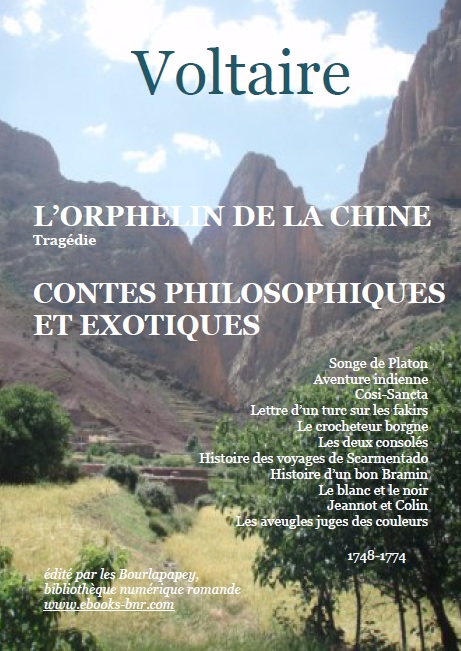 Voltaire
L'ORPHELIN DE LA CHINE
Tragédie
CONTES PHILOSOPHIQUES
ET EXOTIQUES
Songe de Platon
Aventure indienne
Cosi-Sancta
Lettre d'un turc sur les fakirs
Le crocheteur borgne
Les deux consolés
Histoire des voyages de Scarmentado
Histoire d'un bon Bramin
Le blanc et le noir
Jeannot et Colin
Les aveugles juges des couleurs
1748-1774
édité par les Bourlapapey,
bibliothèque numérique romande
www.ebooks-bnr.com